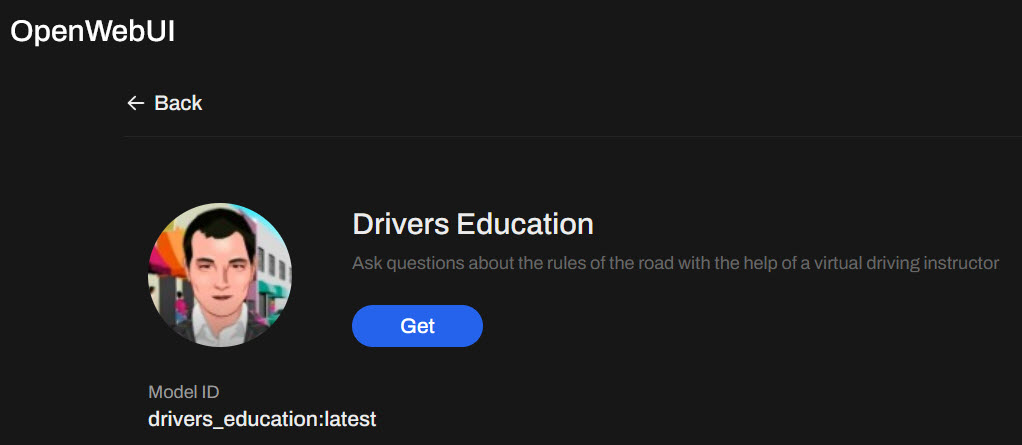 OpenWebUI
← Back
Drivers Education
Ask questions about the rules of the road with the help of a virtual driving instructor
Get
Model ID
drivers_education:latest